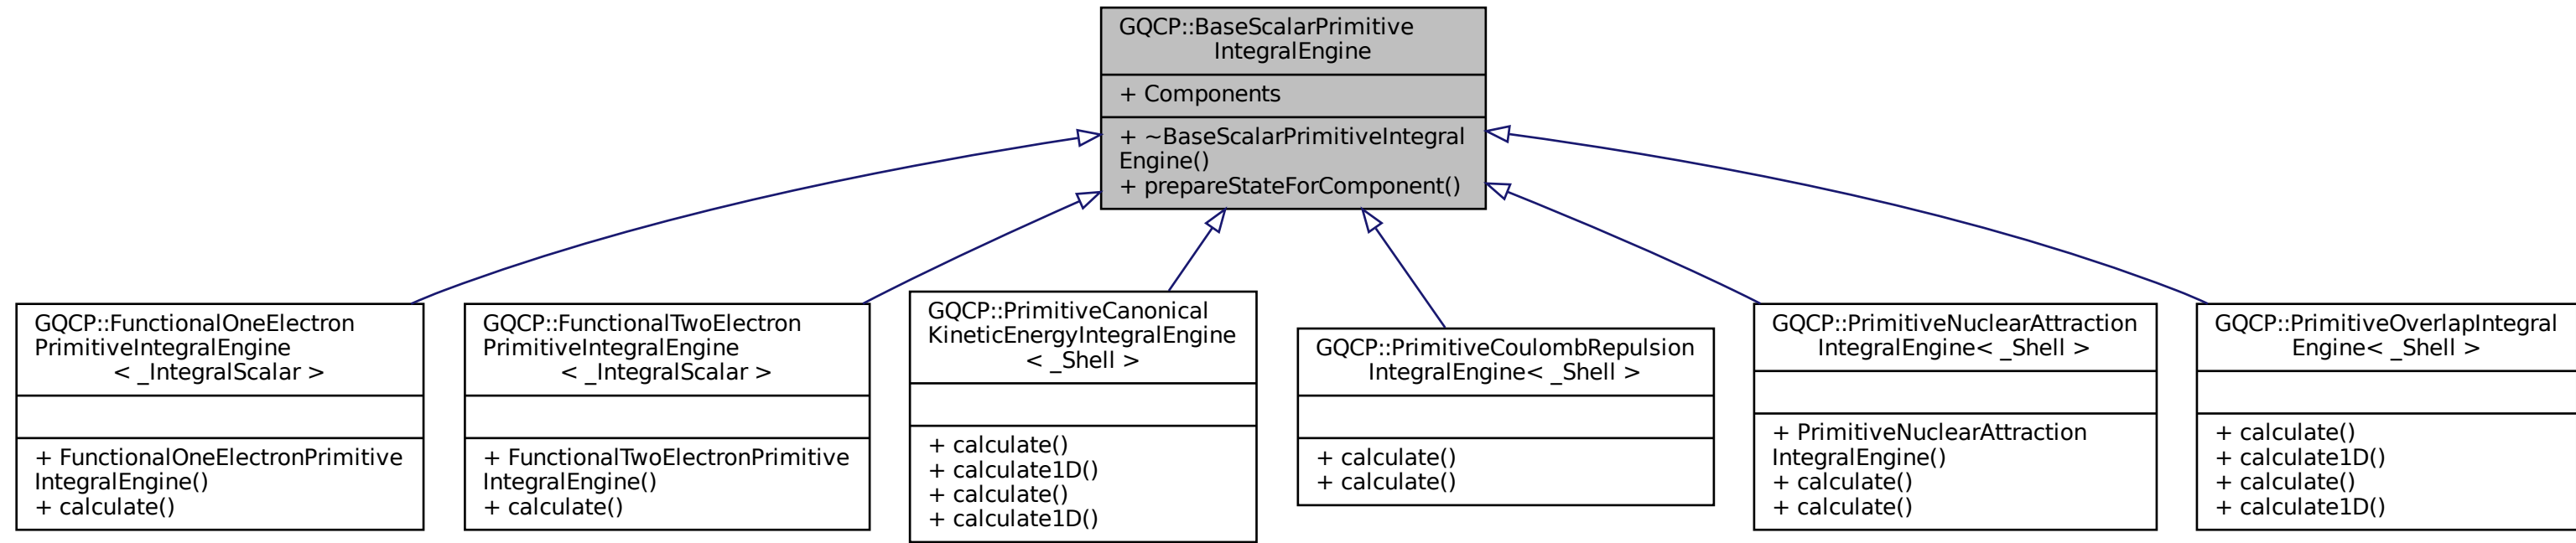 GQCP::BaseScalarPrimitive
IntegralEngine
+ Components
+ ~BaseScalarPrimitiveIntegral
Engine()
+ prepareStateForComponent()
GQCP::FunctionalOneElectron
PrimitiveIntegralEngine
< _IntegralScalar >
+ FunctionalOneElectronPrimitive
IntegralEngine()
+ calculate()
GQCP::FunctionalTwoElectron
PrimitiveIntegralEngine
< _IntegralScalar >
+ FunctionalTwoElectronPrimitive
IntegralEngine()
+ calculate()
GQCP::PrimitiveCanonical
KineticEnergyIntegralEngine
< _Shell >
+ calculate()
+ calculate1D()
+ calculate()
+ calculate1D()
GQCP::PrimitiveCoulombRepulsion
IntegralEngine< _Shell >
+ calculate()
+ calculate()
GQCP::PrimitiveNuclearAttraction
IntegralEngine< _Shell >
+ PrimitiveNuclearAttraction
IntegralEngine()
+ calculate()
+ calculate()
GQCP::PrimitiveOverlapIntegral
Engine< _Shell >
+ calculate()
+ calculate1D()
+ calculate()
+ calculate1D()